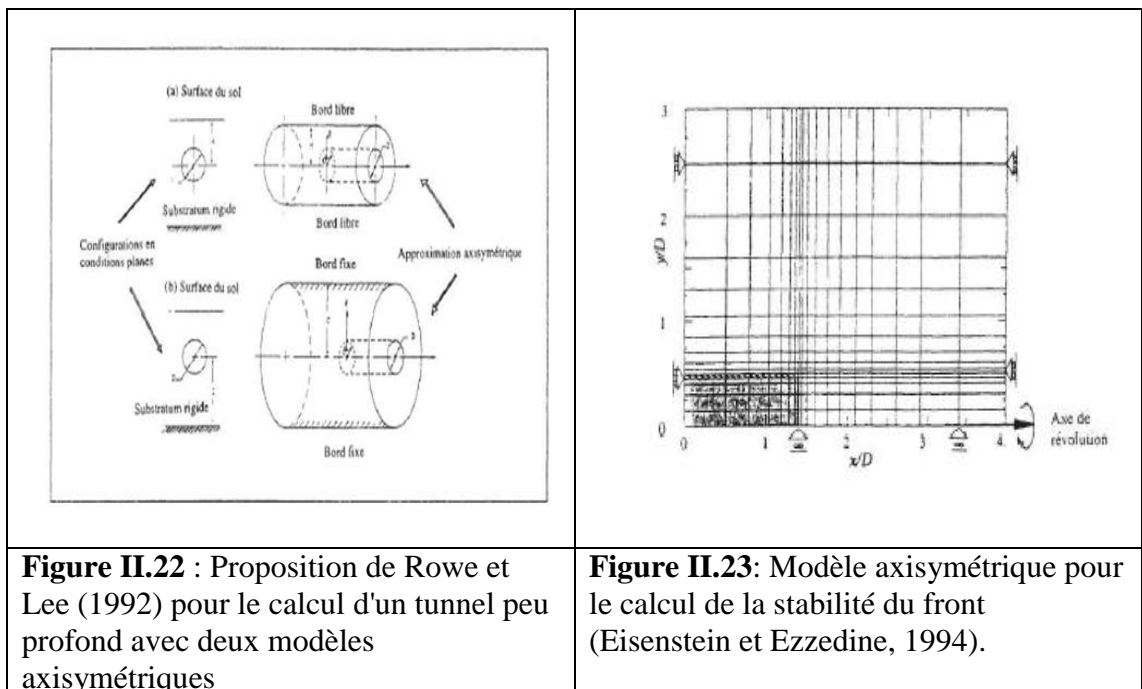 (a) Surface du sol
Bord libre
Substratum rigide
Bord libre
Configurations en
conditions planes
Approximation axisymétrique
Bord fixe
(b) Surface du sol
Substratum rigide
Bord fixe
3
2
y/D
1
0
0 1 2 3 4
x/D
Axe de
révolution
Figure II.22 : Proposition de Rowe et
Lee (1992) pour le calcul d'un tunnel peu
profond avec deux modèles
axisymétriques
Figure II.23: Modèle axisymétrique pour
le calcul de la stabilité du front
(Eisenstein et Ezzedine, 1994).